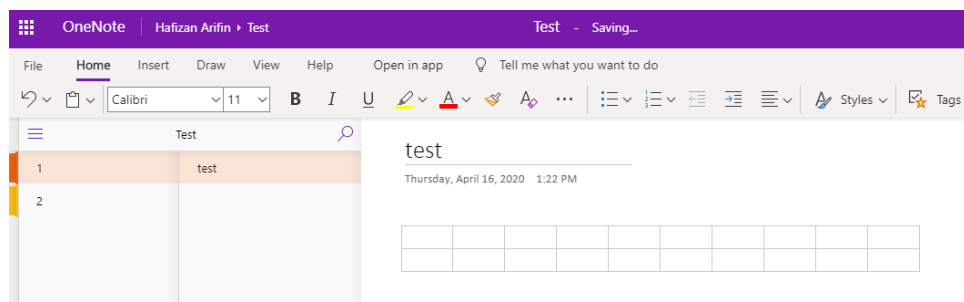 OneNote Hafizan Arifin › Test Test - Saving...
File Home Insert Draw View Help Open in app Tell me what you want to do
Calibri 11 B I U A A ... Styles Tags
Test
test
Thursday, April 16, 2020 1:22 PM
1 test
2